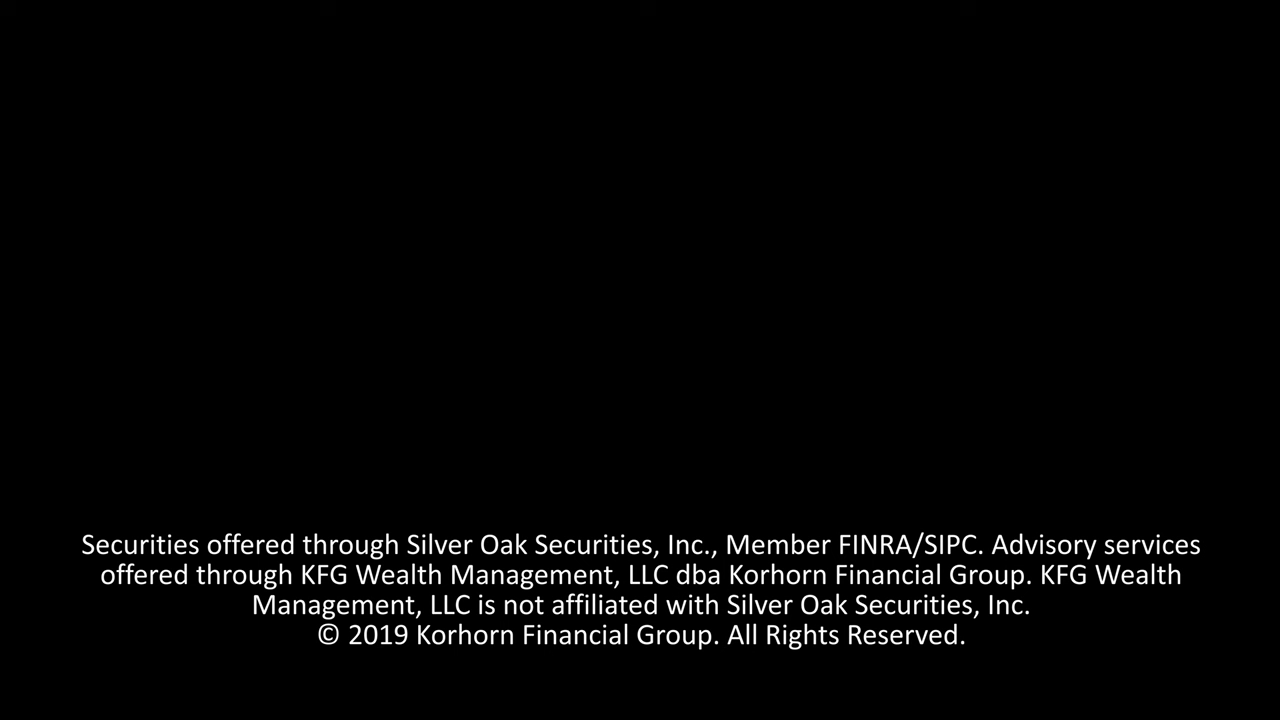 Securities offered through Silver Oak Securities, Inc., Member FINRA/SIPC. Advisory services
offered through KFG Wealth Management, LLC dba Korhorn Financial Group. KFG Wealth
Management, LLC is not affiliated with Silver Oak Securities, Inc.
© 2019 Korhorn Financial Group. All Rights Reserved.